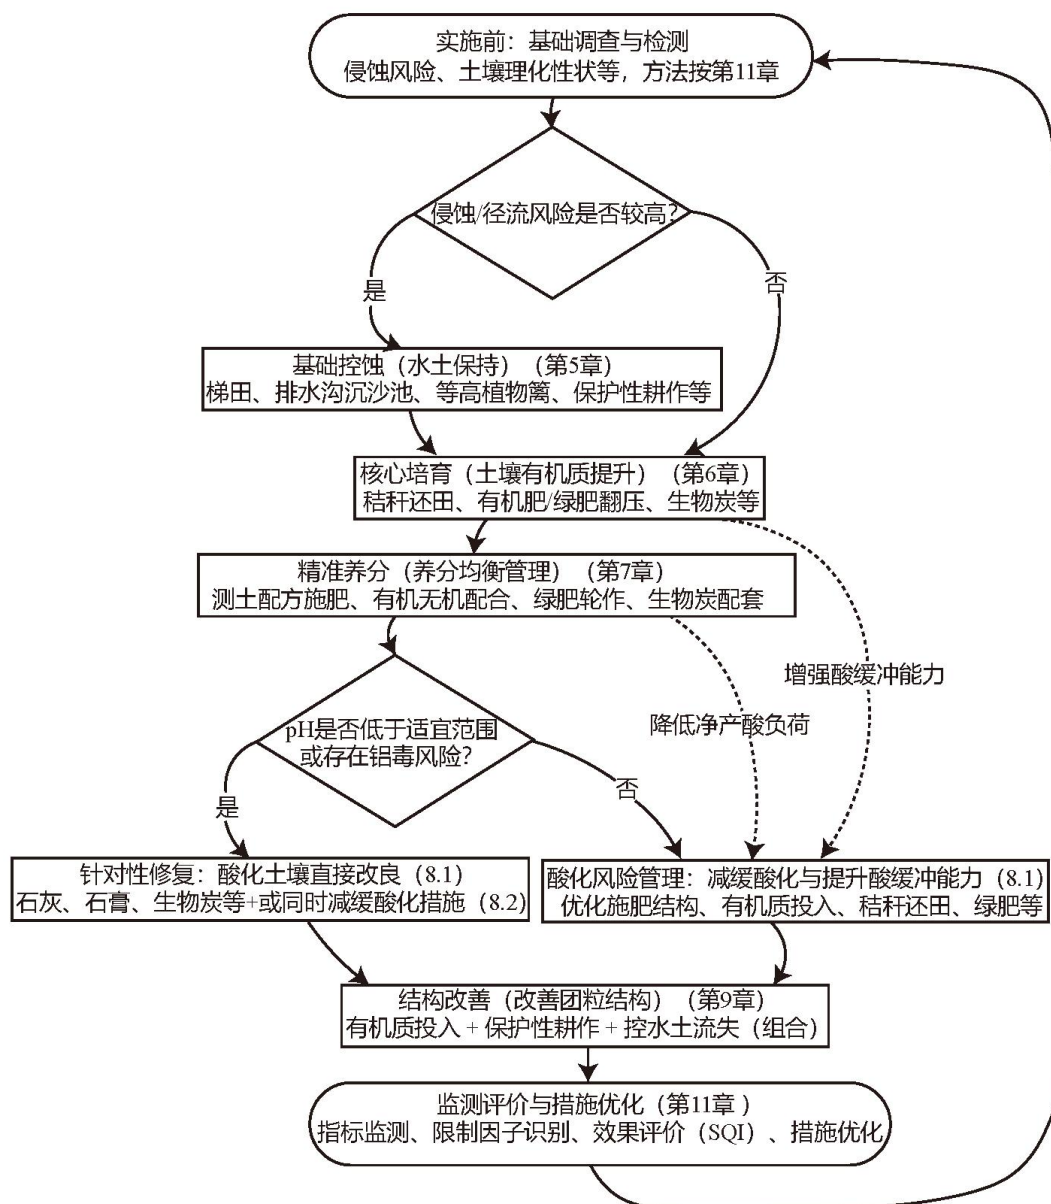 实施前：基础调查与检测
侵蚀风险、土壤理化性状等，方法按第11章
侵蚀/径流风险是否较高？
是
否
基础控蚀（水土保持）（第5章）
梯田、排水沟沉沙池、等高植物篱、保护性耕作等
核心培育（土壤有机质提升）（第6章）
秸秆还田、有机肥/绿肥翻压、生物炭等
精准养分（养分均衡管理）（第7章）
测土配方施肥、有机无机配合、绿肥轮作、生物炭配套
增强酸缓冲能力
降低净产酸负荷
pH是否低于适宜范围
或存在铝毒风险？
是
否
针对性修复：酸化土壤直接改良（8.1）
石灰、石膏、生物炭等+或同时减缓酸化措施（8.2）
酸化风险管理：减缓酸化与提升酸缓冲能力（8.1）
优化施肥结构、有机质投入、秸秆还田、绿肥等
结构改善（改善团粒结构）（第9章）
有机质投入 + 保护性耕作 + 控水土流失（组合）
监测评价与措施优化（第11章 ）
指标监测、限制因子识别、效果评价（SQI）、措施优化